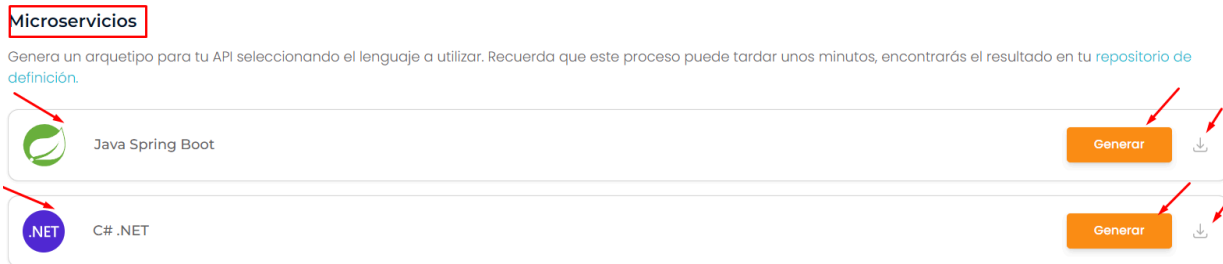 Microservicios
Genera un arquetipo para tu API seleccionando el lenguaje a utilizar. Recuerda que este proceso puede tardar unos minutos, encontrarás el resultado en tu repositorio de
definición.
Java Spring Boot
Generar
.NET
C# .NET
Generar